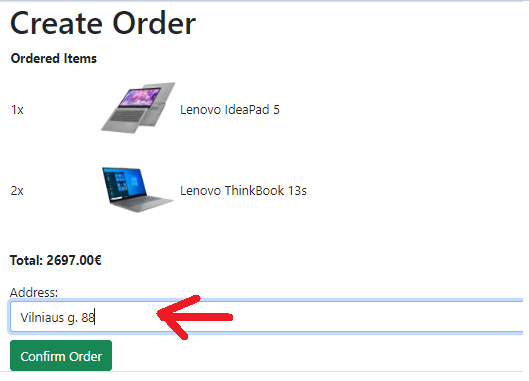 Create Order
Ordered Items
1x Lenovo IdeaPad 5
2x Lenovo ThinkBook 13s
Total: 2697.00€
Address:
Vilniaus g. 88
Confirm Order